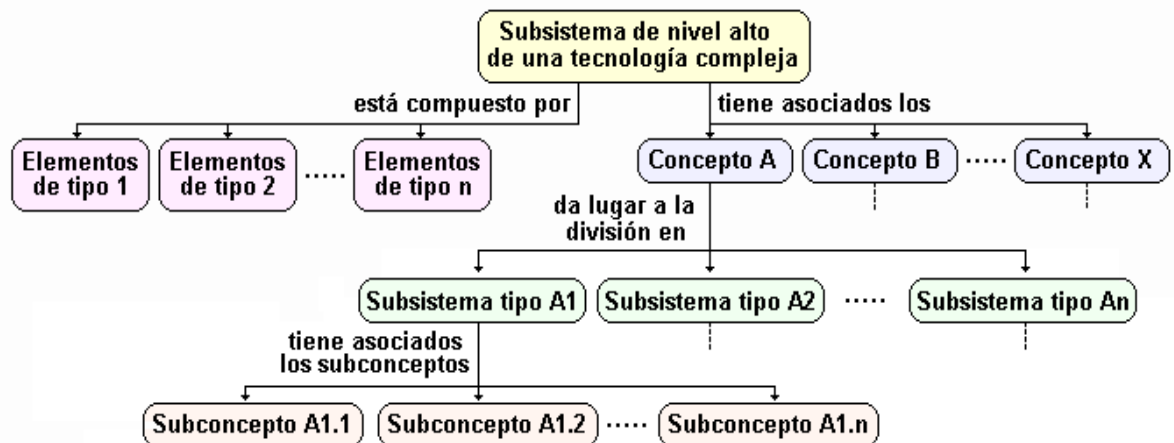 Subsistema de nivel alto
de una tecnología compleja
está compuesto por
tiene asociados los
Elementos
de tipo 1
Elementos
de tipo 2
.....
Elementos
de tipo n
Concepto A
Concepto B
.....
Concepto X
da lugar a la
división en
Subsistema tipo A1
Subsistema tipo A2
.....
Subsistema tipo An
tiene asociados
los subconceptos
Subconcepto A1.1
Subconcepto A1.2
.....
Subconcepto A1.n